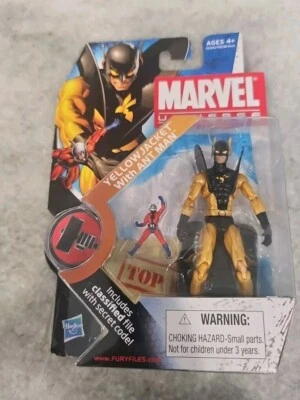 AGES 4+
MARVEL
UNIVERSE
YELLOWJACKET
with ANT-MAN
TOP
includes
classified file
with secret code!
Hasbro
WARNING:
CHOKING HAZARD-Small parts.
Not for children under 3 years.
www.FURYFILES.com